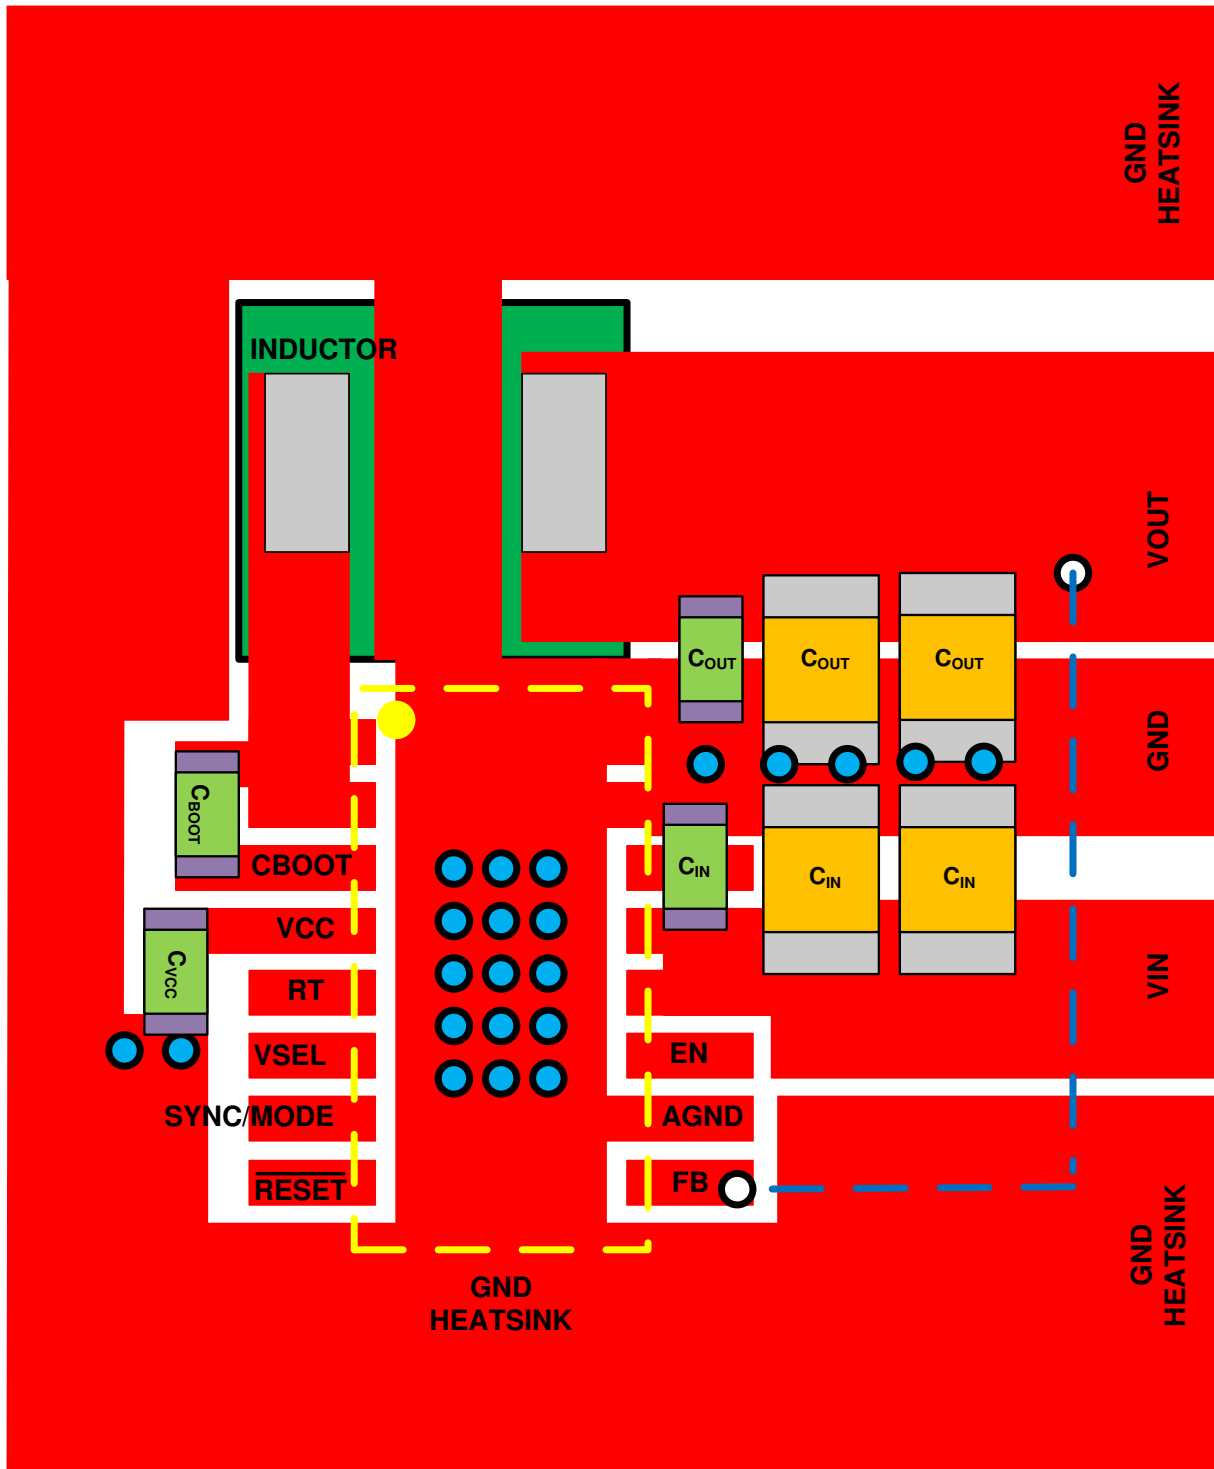 GND
HEATSINK
INDUCTOR
VOUT
COUT
COUT
COUT
GND
CBOOT
CBOOT
CIN
CIN
CIN
VCC
CVCC
VIN
RT
VSEL
EN
SYNC/MODE
AGND
RESET
FB
GND
HEATSINK
GND
HEATSINK